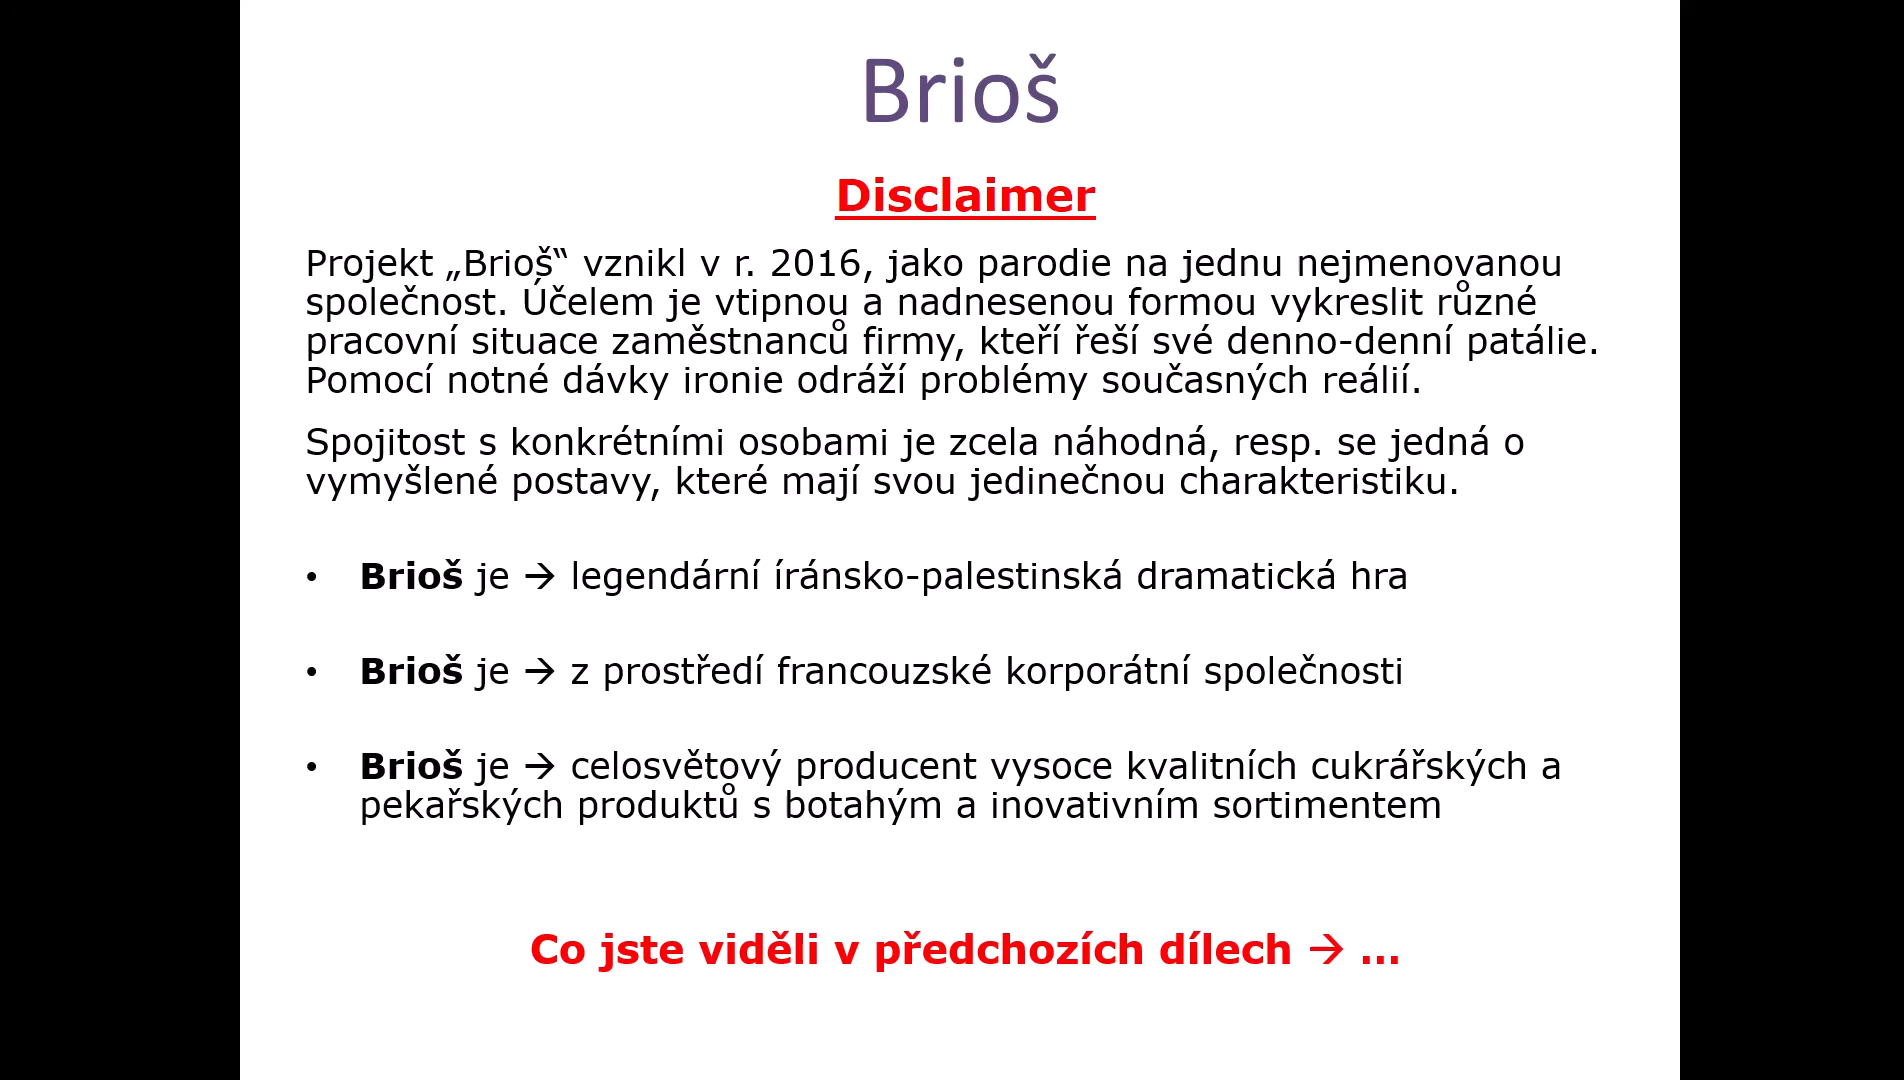 Brioš
Disclaimer
Projekt „Brioš“ vznikl v r. 2016, jako parodie na jednu nejmenovanou
společnost. Účelem je vtipnou a nadnesenou formou vykreslit různé
pracovní situace zaměstnanců firmy, kteří řeší své denno-denní patálie.
Pomocí notné dávky ironie odráží problémy současných reálií.
Spojitost s konkrétními osobami je zcela náhodná, resp. se jedná o
vymyšlené postavy, které mají svou jedinečnou charakteristiku.
• Brioš je → legendární íránsko-palestinská dramatická hra
• Brioš je → z prostředí francouzské korporátní společnosti
• Brioš je → celosvětový producent vysoce kvalitních cukrářských a
pekařských produktů s botahým a inovativním sortimentem
Co jste viděli v předchozích dílech → …